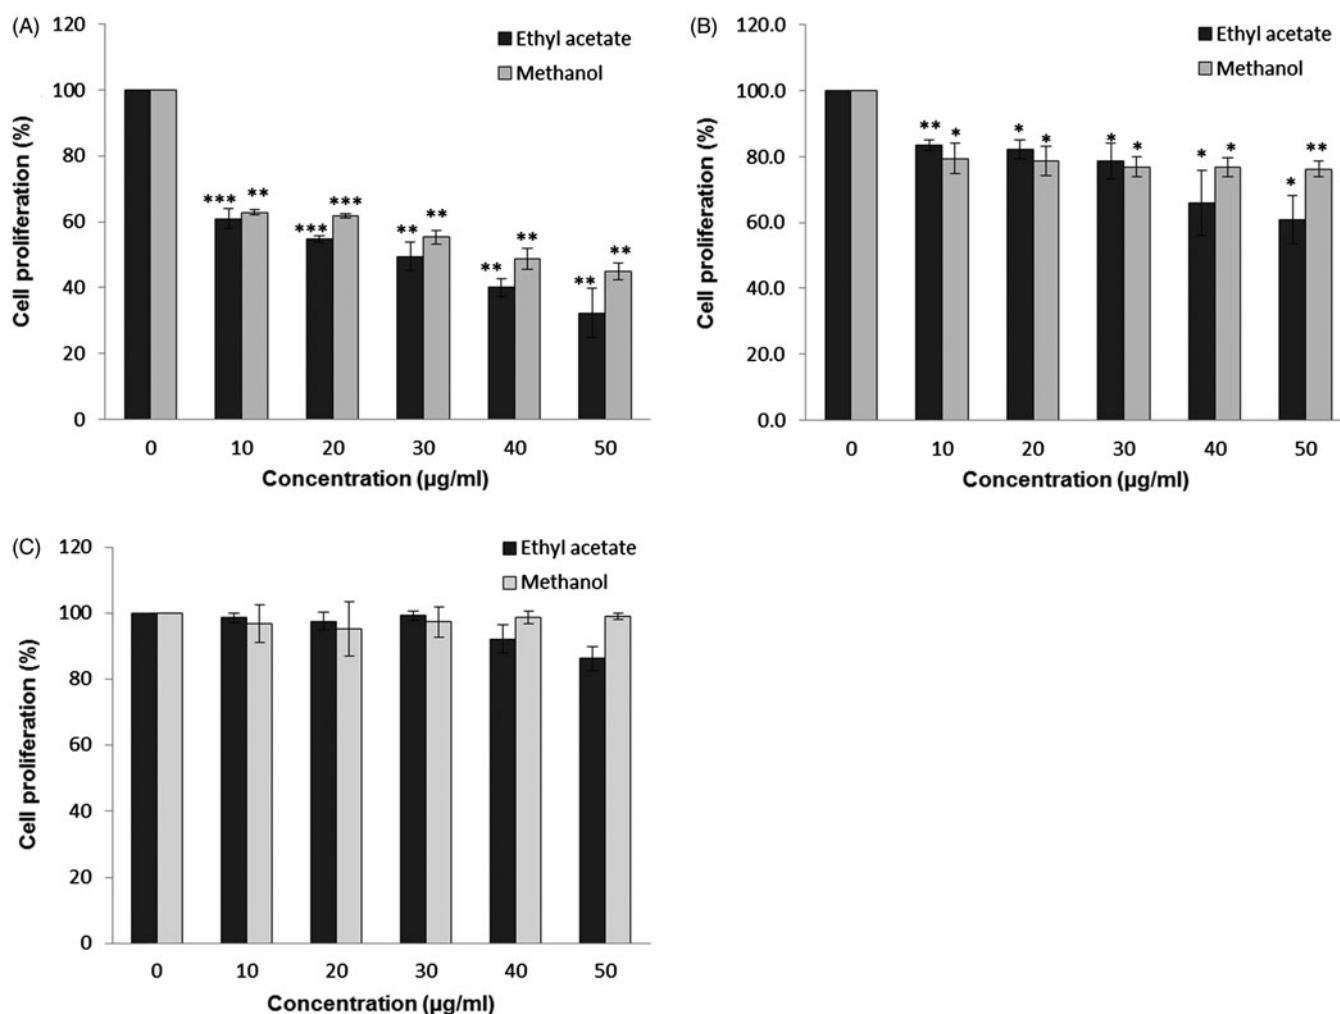 (A)
Cell proliferation (%)
120
100
80
60
40
20
0
Ethyl acetate
Methanol
*** ** *** *** ** ** ** ** ** **
0 10 20 30 40 50
Concentration (µg/ml)
(B)
Cell proliferation (%)
120.0
100.0
80.0
60.0
40.0
20.0
0.0
Ethyl acetate
Methanol
** * * * * * * * * **
0 10 20 30 40 50
Concentration (µg/ml)
(C)
Cell proliferation (%)
120
100
80
60
40
20
0
Ethyl acetate
Methanol
0 10 20 30 40 50
Concentration (µg/ml)